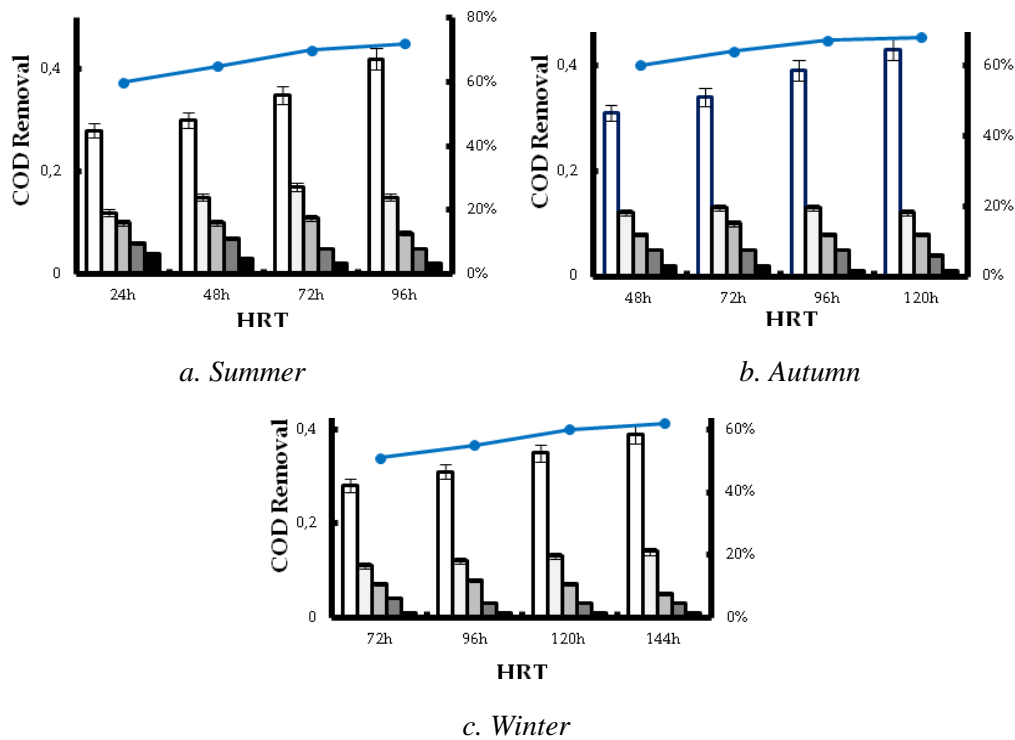 COD Removal
0,4
0,2
0
80%
60%
40%
20%
0%
24h 48h 72h 96h
HRT
a. Summer
COD Removal
0,4
0,2
0
60%
40%
20%
0%
48h 72h 96h 120h
HRT
b. Autumn
COD Removal
0,4
0,2
0
60%
40%
20%
0%
72h 96h 120h 144h
HRT
c. Winter